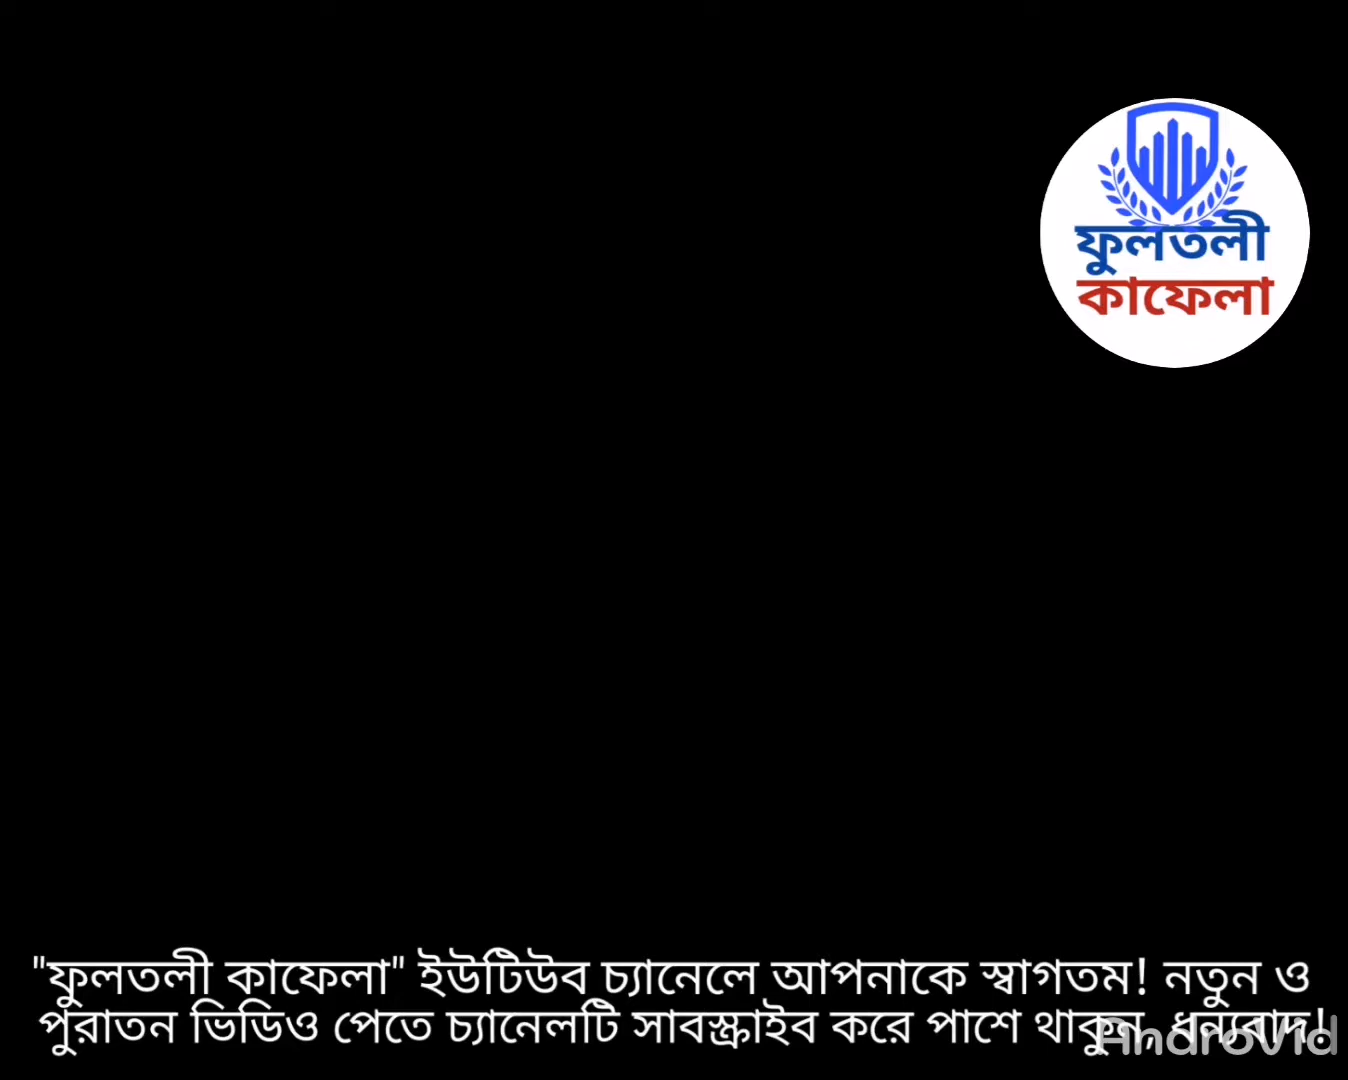 ফুলতলী
কাফেলা
"ফুলতলী কাফেলা" ইউটিউব চ্যানেলে আপনাকে স্বাগতম! নতুন ও
পুরাতন ভিডিও পেতে চ্যানেলটি সাবস্ক্রাইব করে পাশে থাকুন, ধন্যবাদ!
AndroVid